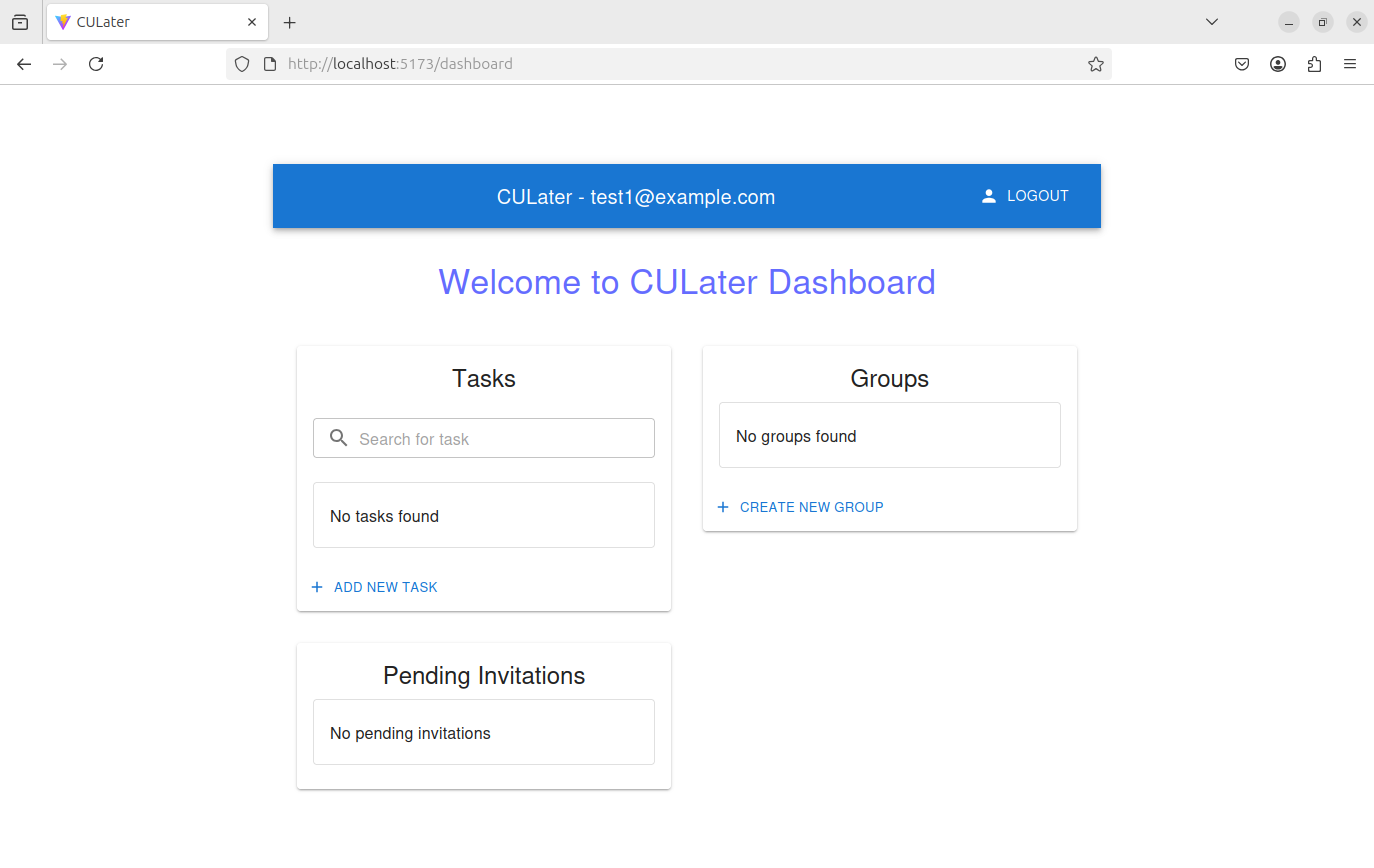 CULater
http://localhost:5173/dashboard
CULater - test1@example.com
LOGOUT
Welcome to CULater Dashboard
Tasks
Search for task
No tasks found
+ ADD NEW TASK
Groups
No groups found
+ CREATE NEW GROUP
Pending Invitations
No pending invitations